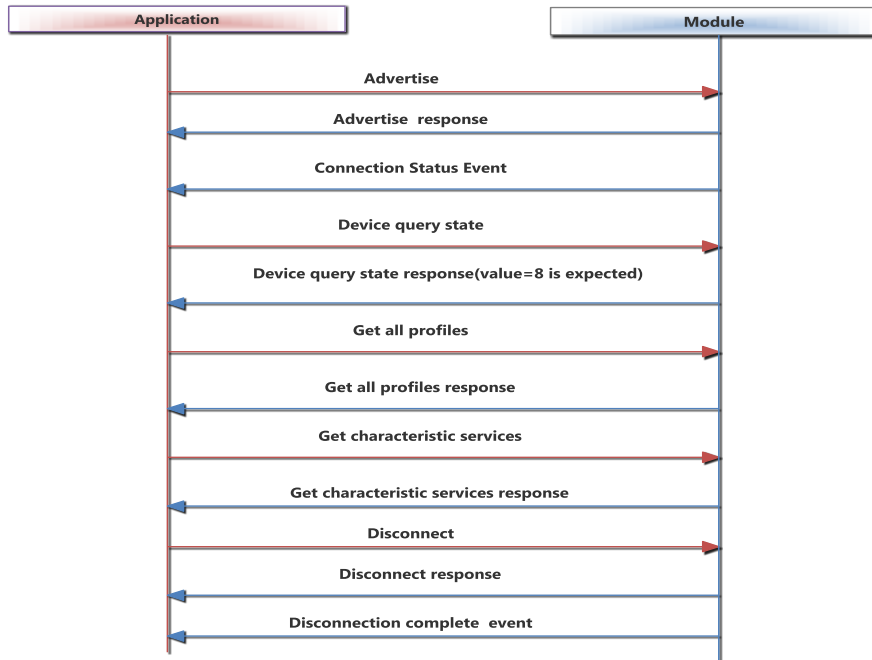 Application
Module
Advertise
Advertise response
Connection Status Event
Device query state
Device query state response(value=8 is expected)
Get all profiles
Get all profiles response
Get characteristic services
Get characteristic services response
Disconnect
Disconnect response
Disconnection complete event